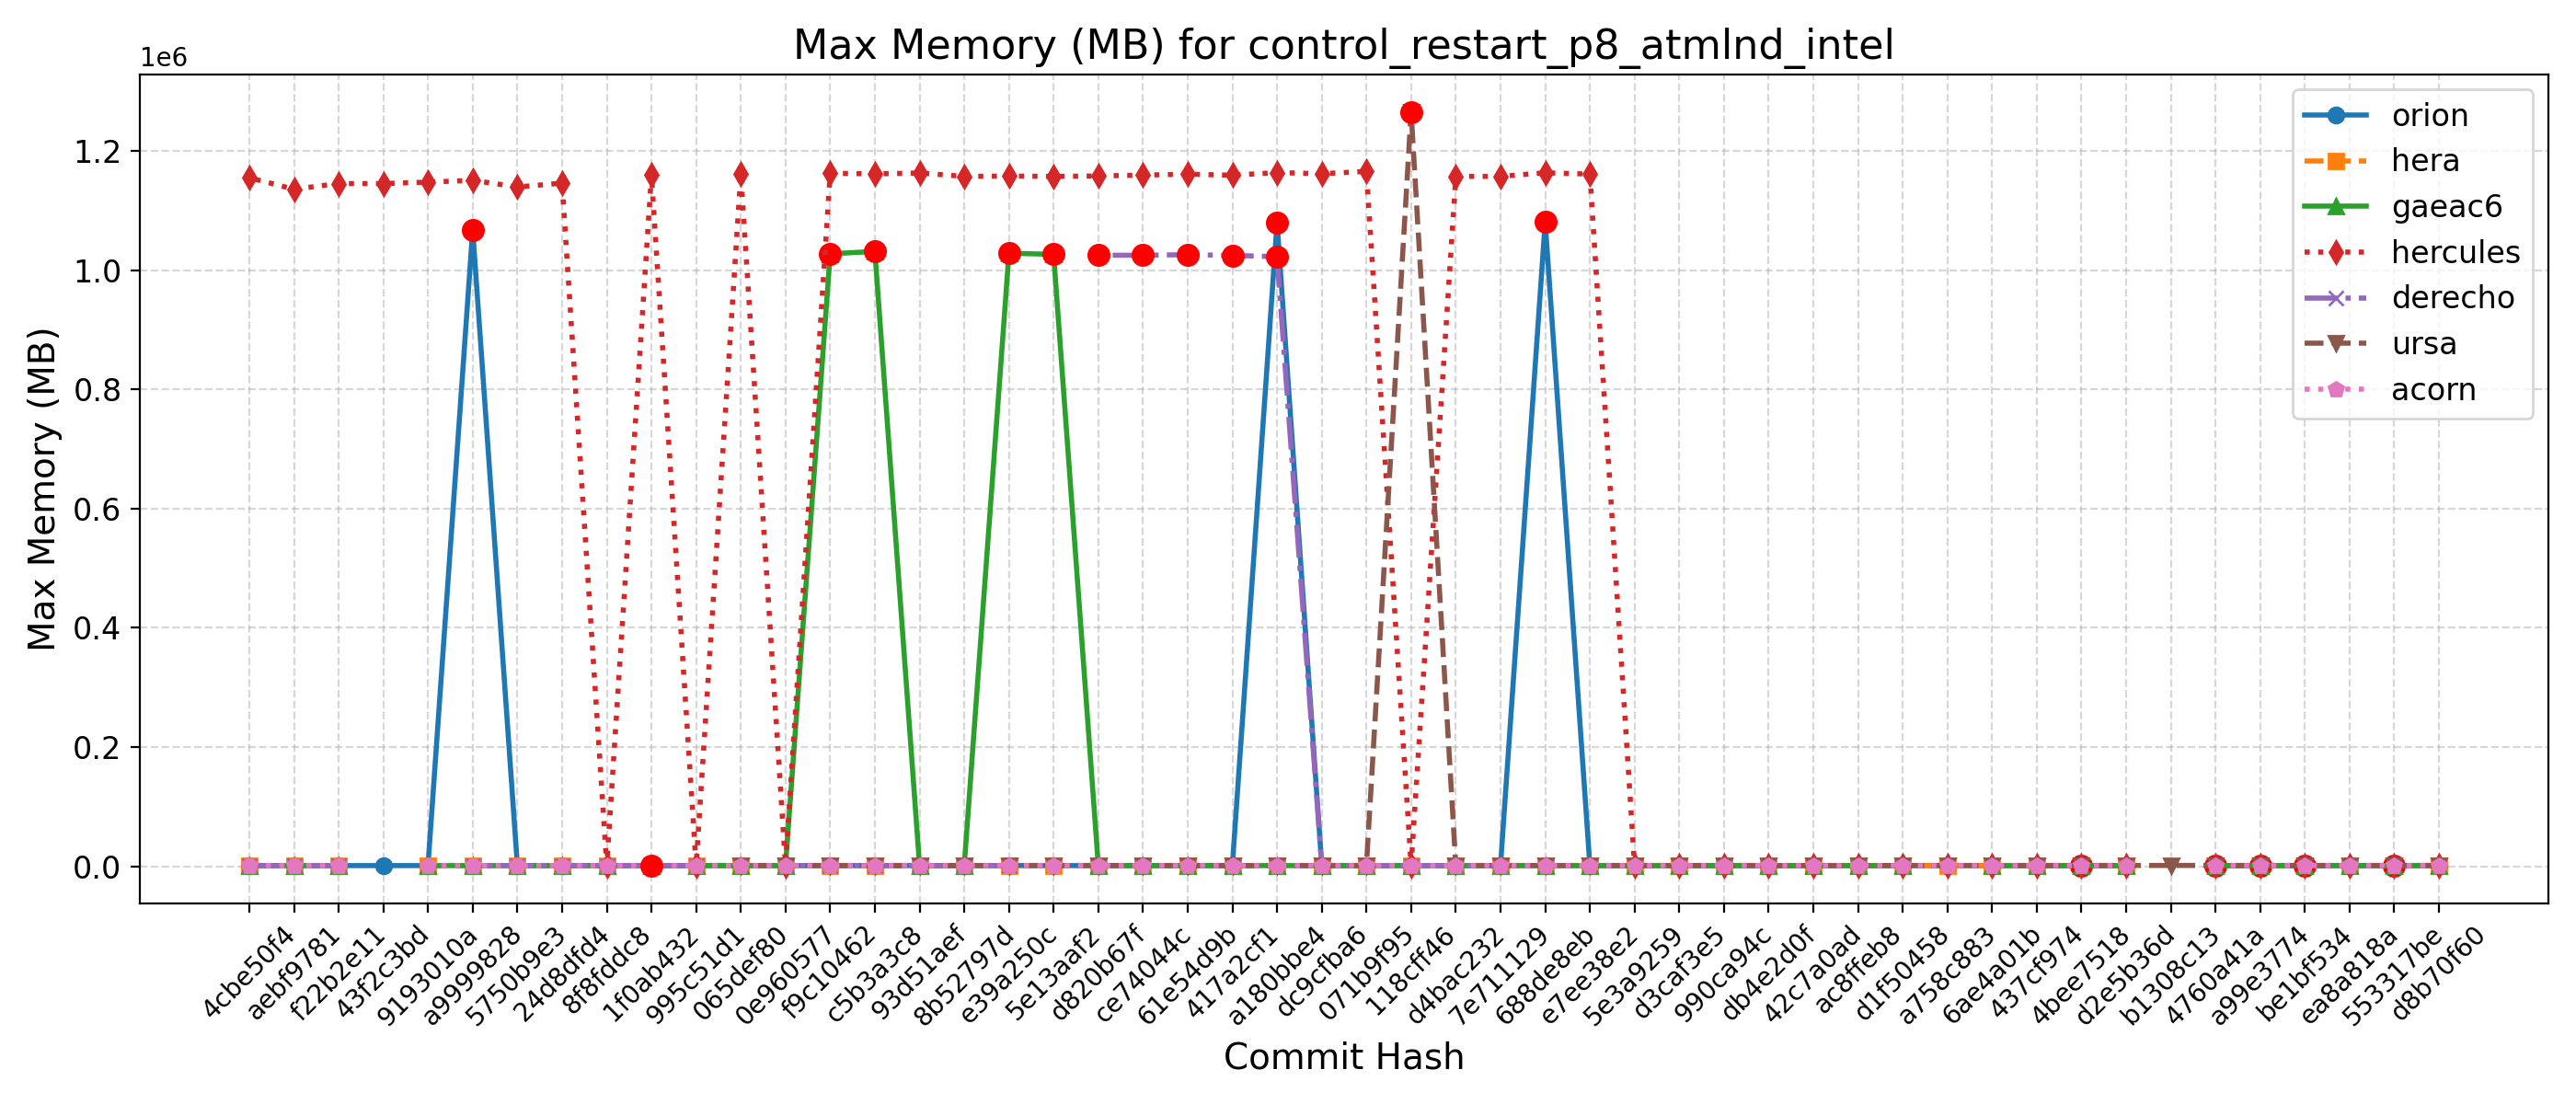 Max Memory (MB) for control_restart_p8_atmlnd_intel
1e6
1.2
1.0
0.8
0.6
0.4
0.2
0.0
Max Memory (MB)
orion
hera
gaeac6
hercules
derecho
ursa
acorn
4cbe50f4
aebf9781
f22b2e11
43f2c3bd
9193010a
a9999828
5750b9e3
24d8dfd4
8f8fddc8
1f0ab432
995c51d1
065def80
0e960577
f9c10462
c5b3a3c8
93d51aef
8b52797d
e39a250c
5e13aaf2
d820b67f
ce74044c
61e54d9b
417a2cf1
a180bbe4
dc9cfba6
071b9f95
118cff46
d4bac232
7e711129
688de8eb
e7ee38e2
5e3a9259
d3caf3e5
990ca94c
db4e2d0f
42c7a0ad
ac8ffeb8
d1f50458
a758c883
6ae4a01b
437cf974
4bee7518
d2e5b36d
b1308c13
4760a41a
a99e3774
be1bf534
ea8a818a
553317be
d8b70f60
Commit Hash